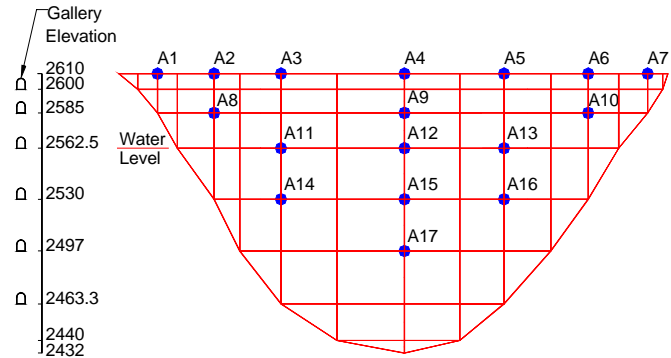 Gallery
Elevation
A1 A2 A3 A4 A5 A6 A7
2610
2600
A8 A9 A10
2585
A11 A12 A13
2562.5
Water
Level
A14 A15 A16
2530
A17
2497
2463.3
2440
2432